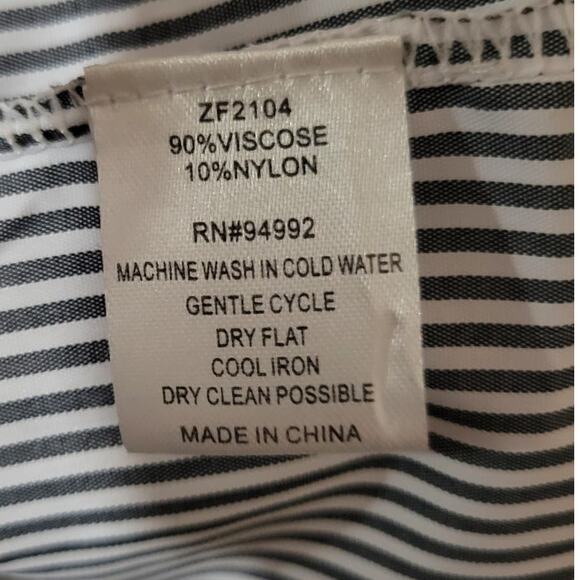 ZF2104
90%VISCOSE
10%NYLON
RN#94992
MACHINE WASH IN COLD WATER
GENTLE CYCLE
DRY FLAT
COOL IRON
DRY CLEAN POSSIBLE
MADE IN CHINA